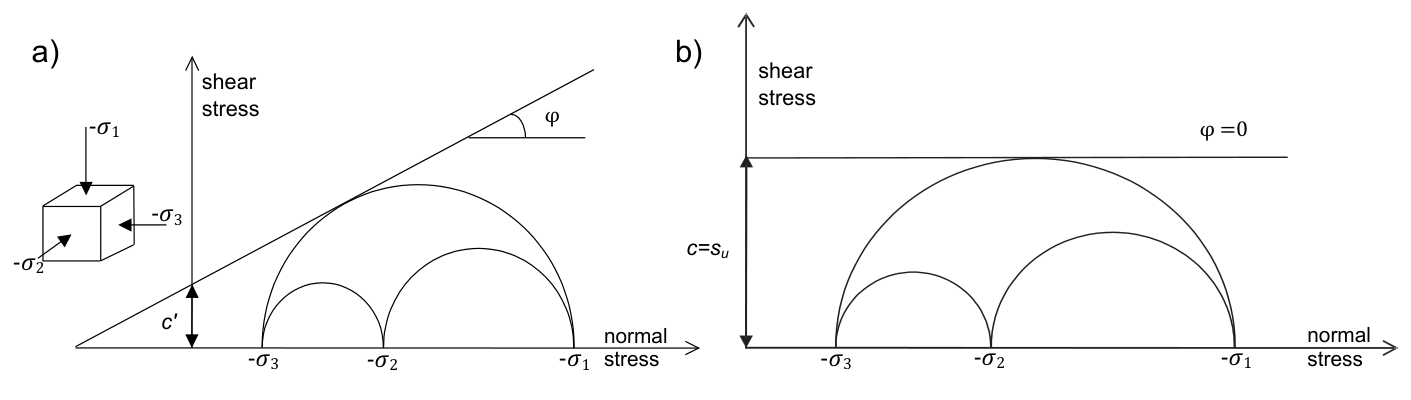 a)
shear
stress
φ
-σ1
-σ3
-σ2
c'
normal
stress
-σ3
-σ2
-σ1
b)
shear
stress
φ=0
c=su
normal
stress
-σ3
-σ2
-σ1